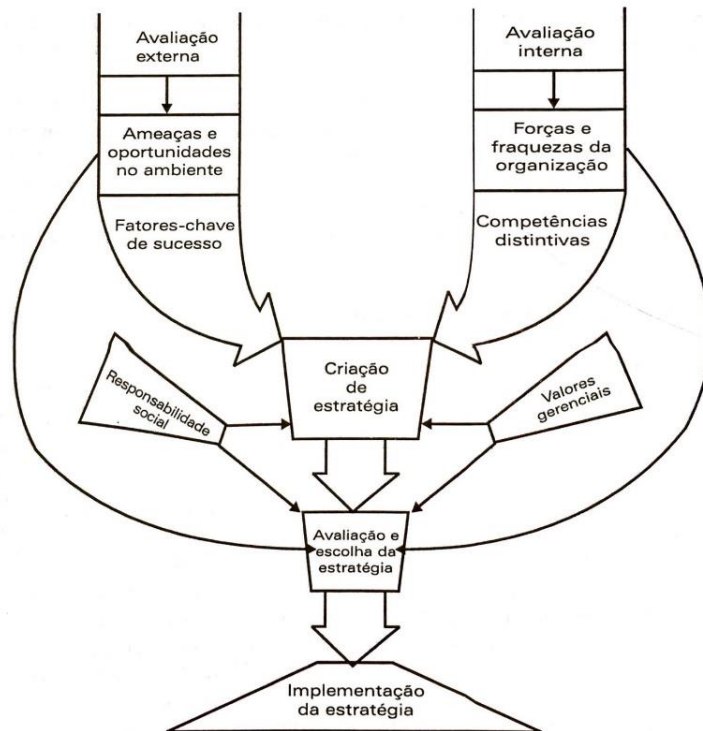 Avaliação
externa
Avaliação
interna
Ameaças e
oportunidades
no ambiente
Forças e
fraquezas da
organização
Fatores-chave
de sucesso
Competências
distintivas
Criação
de
estratégia
Responsabilidade
social
Valores
gerenciais
Avaliação e
escolha da
estratégia
Implementação
da estratégia